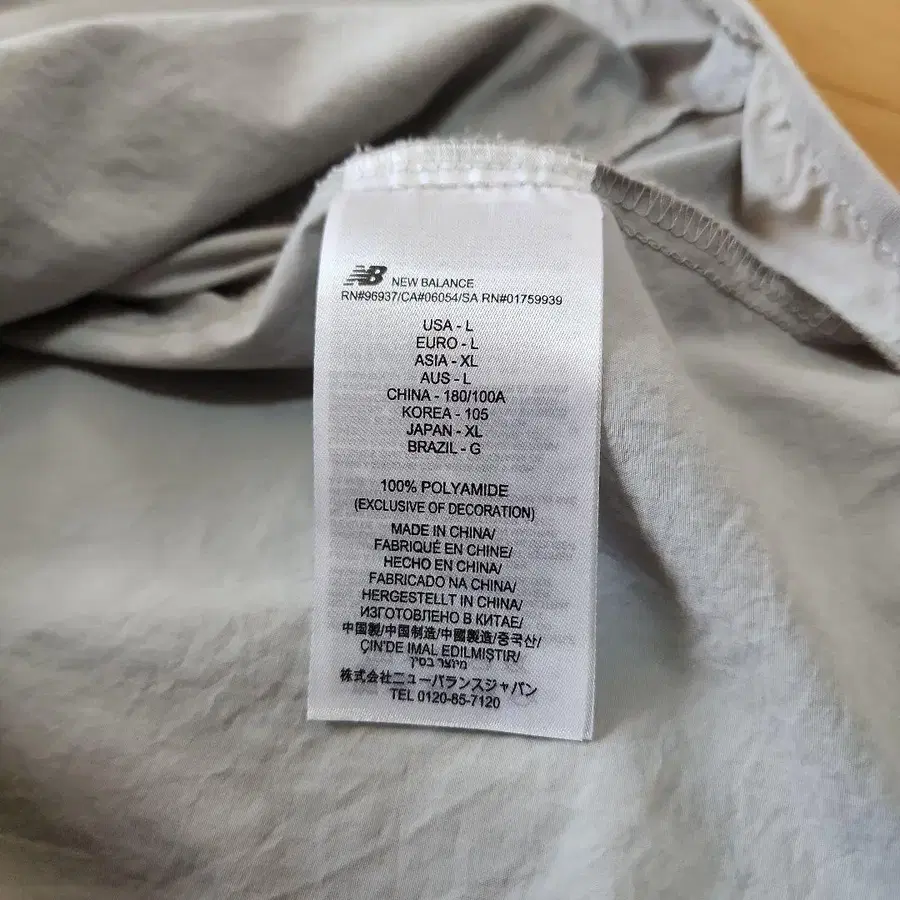 NB NEW BALANCE
RN#96937/CA#06054/SA RN#01759939
USA - L
EURO - L
ASIA - XL
AUS - L
CHINA - 180/100A
KOREA - 105
JAPAN - XL
BRAZIL - G
100% POLYAMIDE
(EXCLUSIVE OF DECORATION)
MADE IN CHINA/
FABRIQUÉ EN CHINE/
HECHO EN CHINA/
FABRICADO NA CHINA/
HERGESTELLT IN CHINA/
ИЗГОТОВЛЕНО В КИТАЕ/
中国製/中国制造/中國製造/중국산/
ÇIN'DE IMAL EDILMIŞTIR/
מיוצר בסין
株式会社ニューバランスジャパン
TEL 0120-85-7120